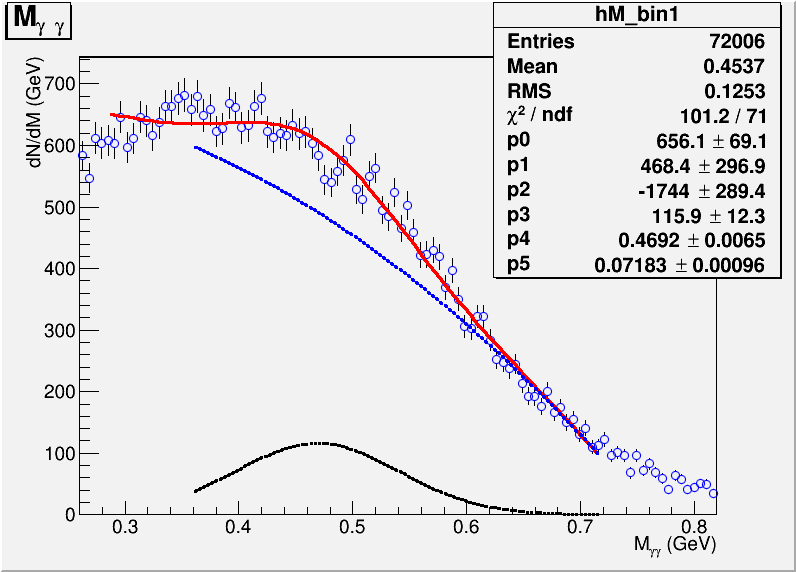 M_γγ
hM_bin1
Entries 72006
Mean 0.4537
RMS 0.1253
χ² / ndf 101.2 / 71
p0 656.1 ± 69.1
p1 468.4 ± 296.9
p2 -1744 ± 289.4
p3 115.9 ± 12.3
p4 0.4692 ± 0.0065
p5 0.07183 ± 0.00096
dN/dM (GeV)
700
600
500
400
300
200
100
0
0.3 0.4 0.5 0.6 0.7 0.8
M_γγ (GeV)